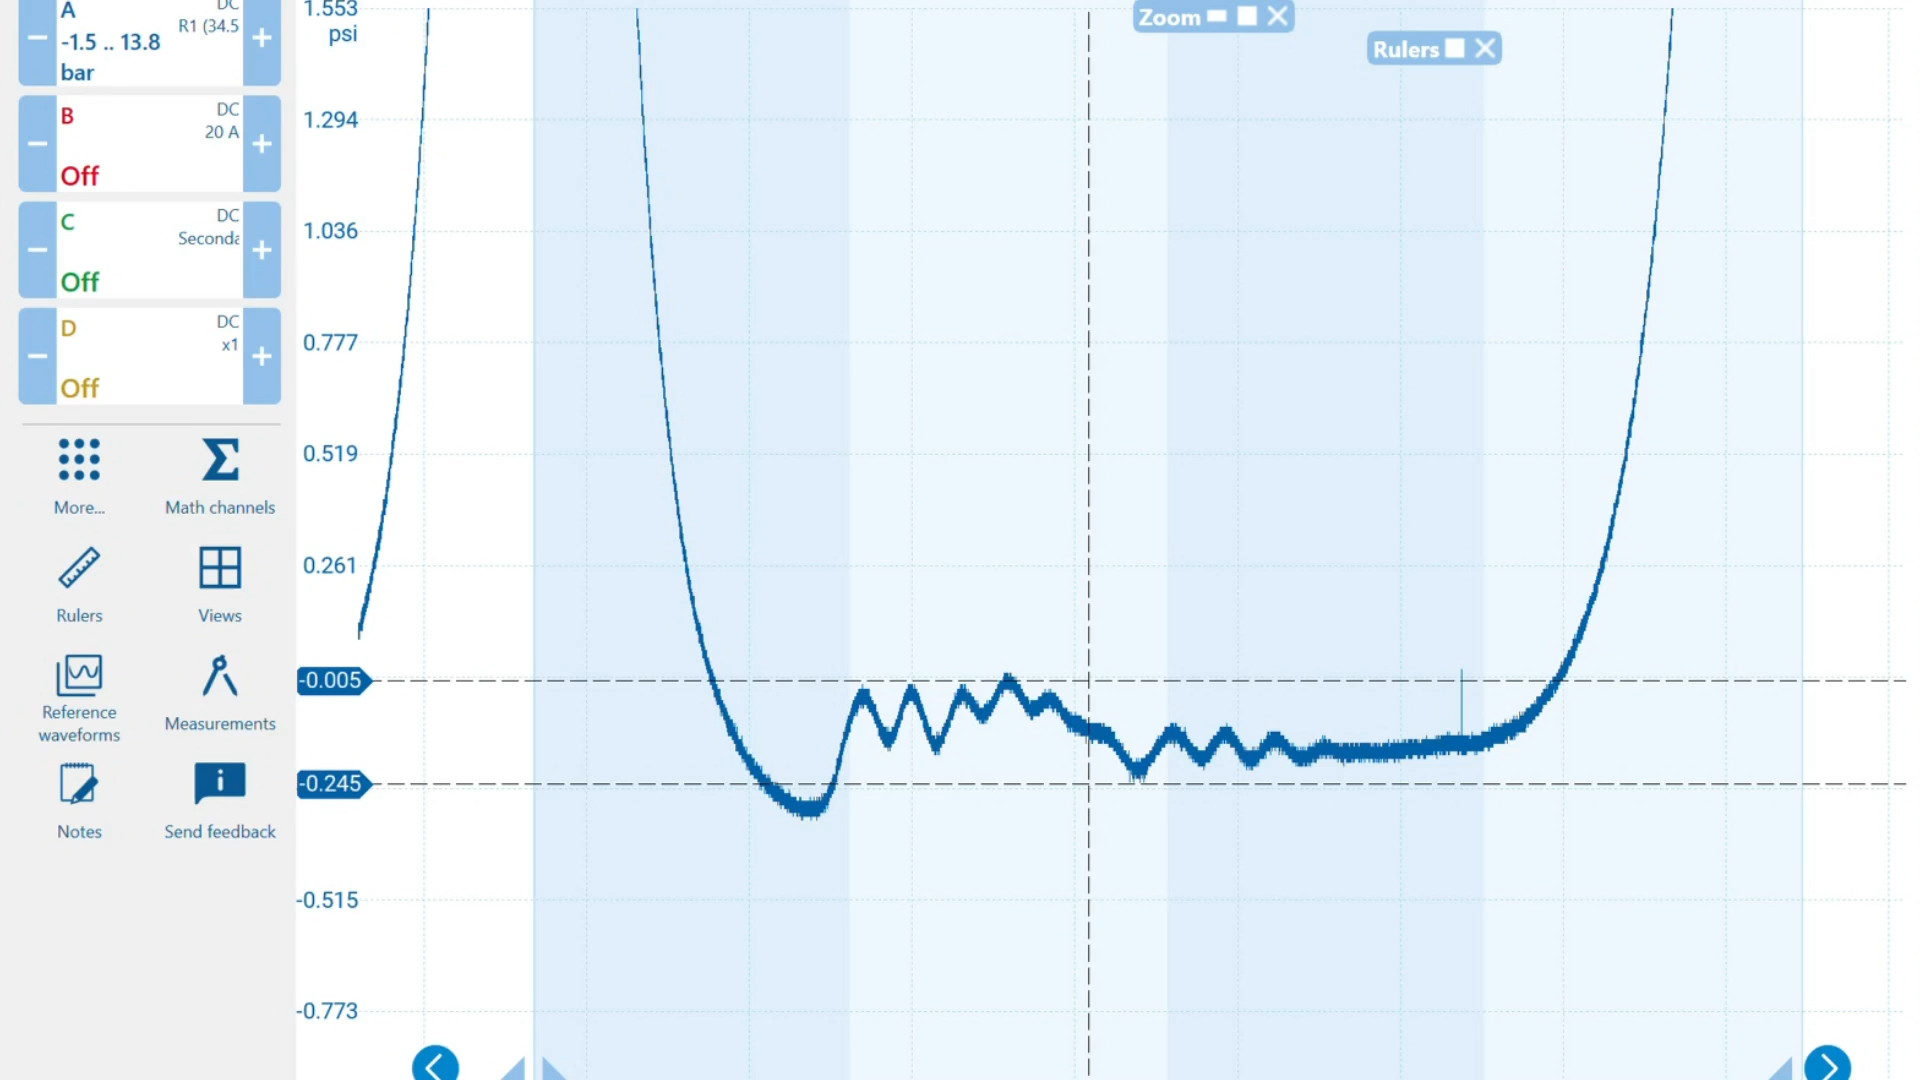 A
DC
R1 (34.5
-1.5 .. 13.8
bar
B
DC
20 A
Off
C
DC
Seconda
Off
D
DC
x1
Off
More...
Math channels
Rulers
Views
Reference
waveforms
Measurements
Notes
Send feedback
1.553
psi
1.294
1.036
0.777
0.519
0.261
-0.005
-0.245
-0.515
-0.773
Zoom
Rulers